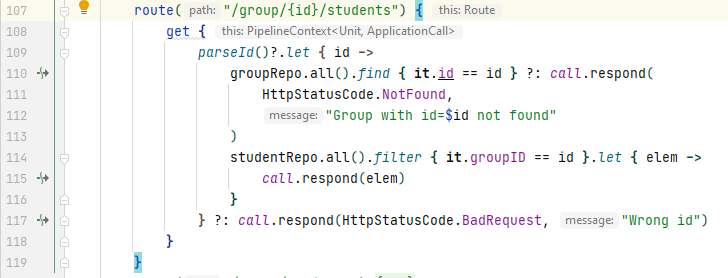 107 route( path: "/group/{id}/students") { this: Route
108 get { this: PipelineContext<Unit, ApplicationCall>
109 parseId()?.let { id ->
110 groupRepo.all().find { it.id == id } ?: call.respond(
111 HttpStatusCode.NotFound,
112 message: "Group with id=$id not found"
113 )
114 studentRepo.all().filter { it.groupID == id }.let { elem ->
115 call.respond(elem)
116 }
117 } ?: call.respond(HttpStatusCode.BadRequest, message: "Wrong id")
118 }
119 }